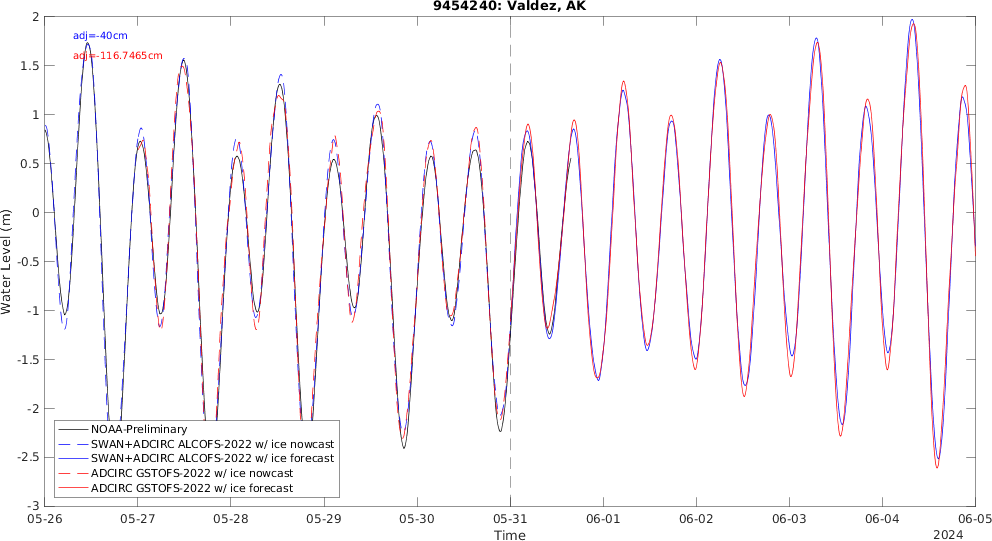 9454240: Valdez, AK
adj=-40cm
adj=-116.7465cm
Water Level (m)
2
1.5
1
0.5
0
-0.5
-1
-1.5
-2
-2.5
-3
NOAA-Preliminary
SWAN+ADCIRC ALCOFS-2022 w/ ice nowcast
SWAN+ADCIRC ALCOFS-2022 w/ ice forecast
ADCIRC GSTOFS-2022 w/ ice nowcast
ADCIRC GSTOFS-2022 w/ ice forecast
05-26 05-27 05-28 05-29 05-30 05-31 06-01 06-02 06-03 06-04 06-05
Time
2024